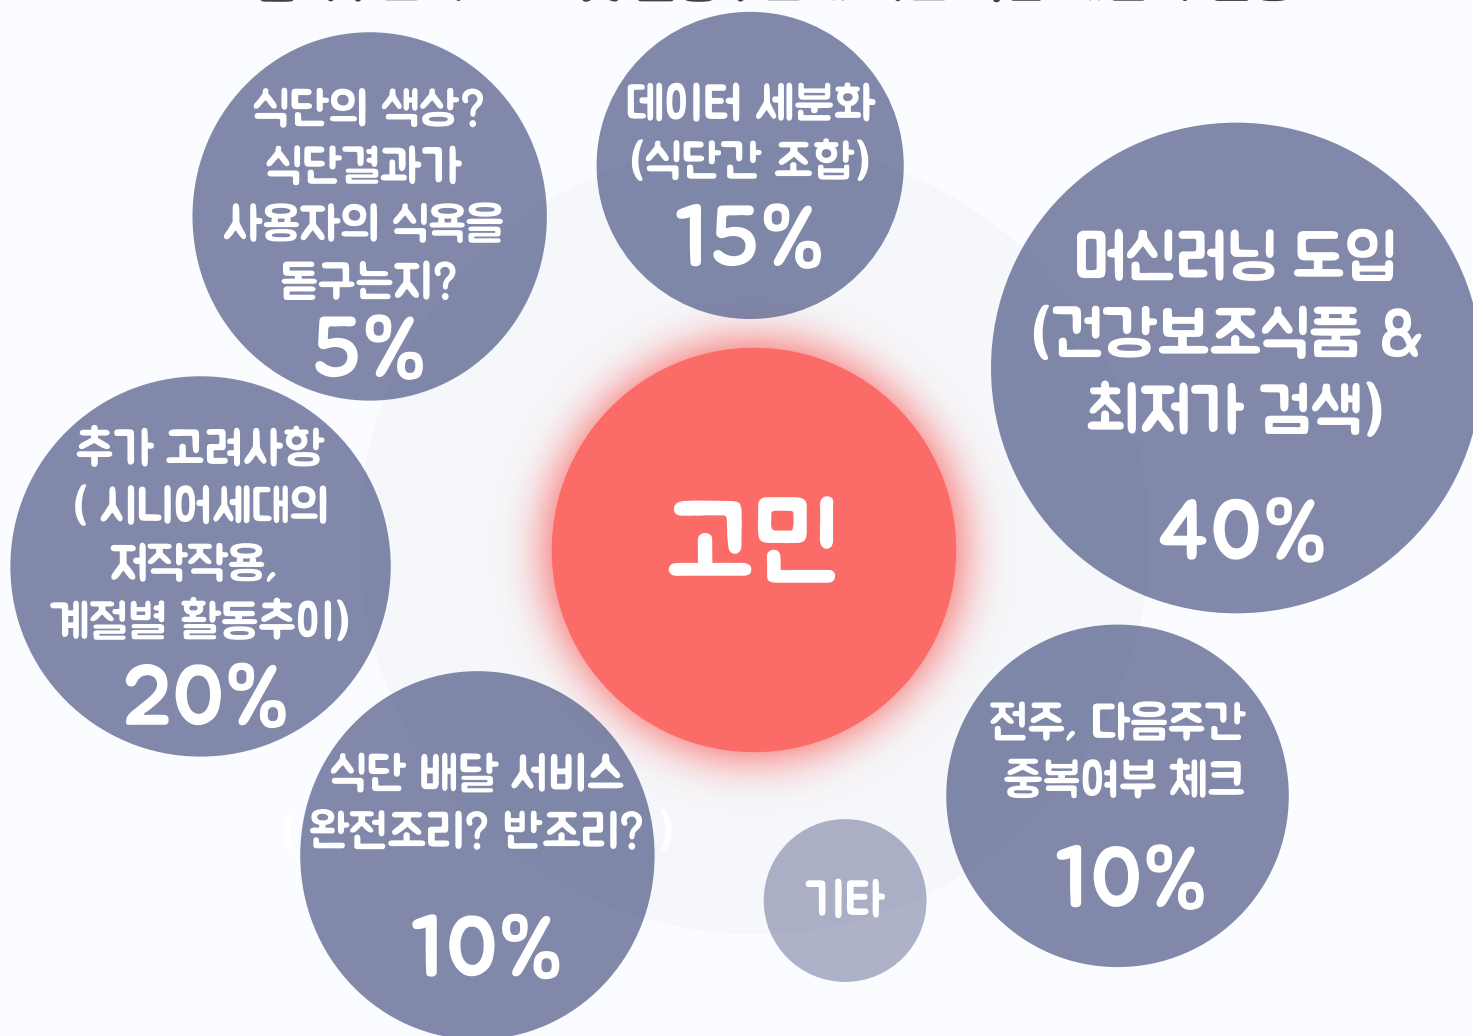 식단의 색상?
식단결과가
사용자의 식욕을
돋구는지?
5%
데이터 세분화
(식단간 조합)
15%
머신러닝 도입
(건강보조식품 &
최저가 검색)
40%
추가 고려사항
( 시니어세대의
저작작용,
계절별 활동추이)
20%
고민
식단 배달 서비스
( 완전조리? 반조리? )
10%
기타
전주, 다음주간
중복여부 체크
10%